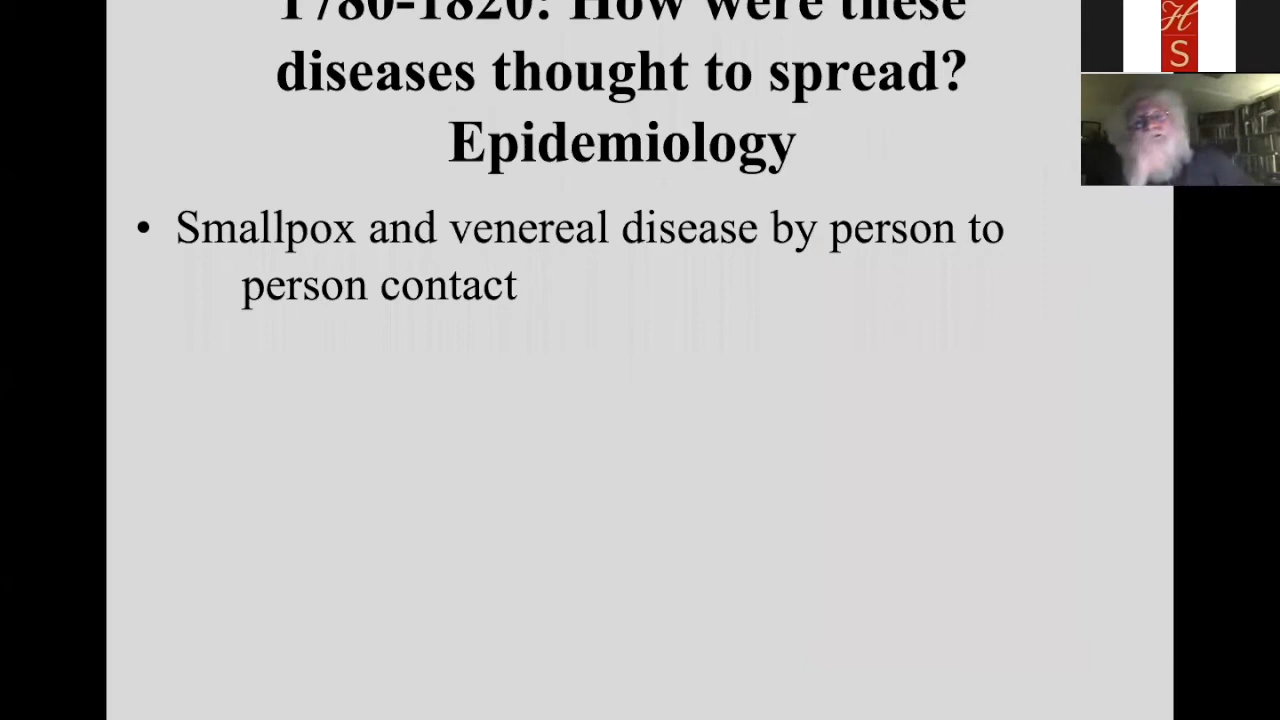 1780-1820: How were these
diseases thought to spread?
Epidemiology
• Smallpox and venereal disease by person to
person contact
H
S